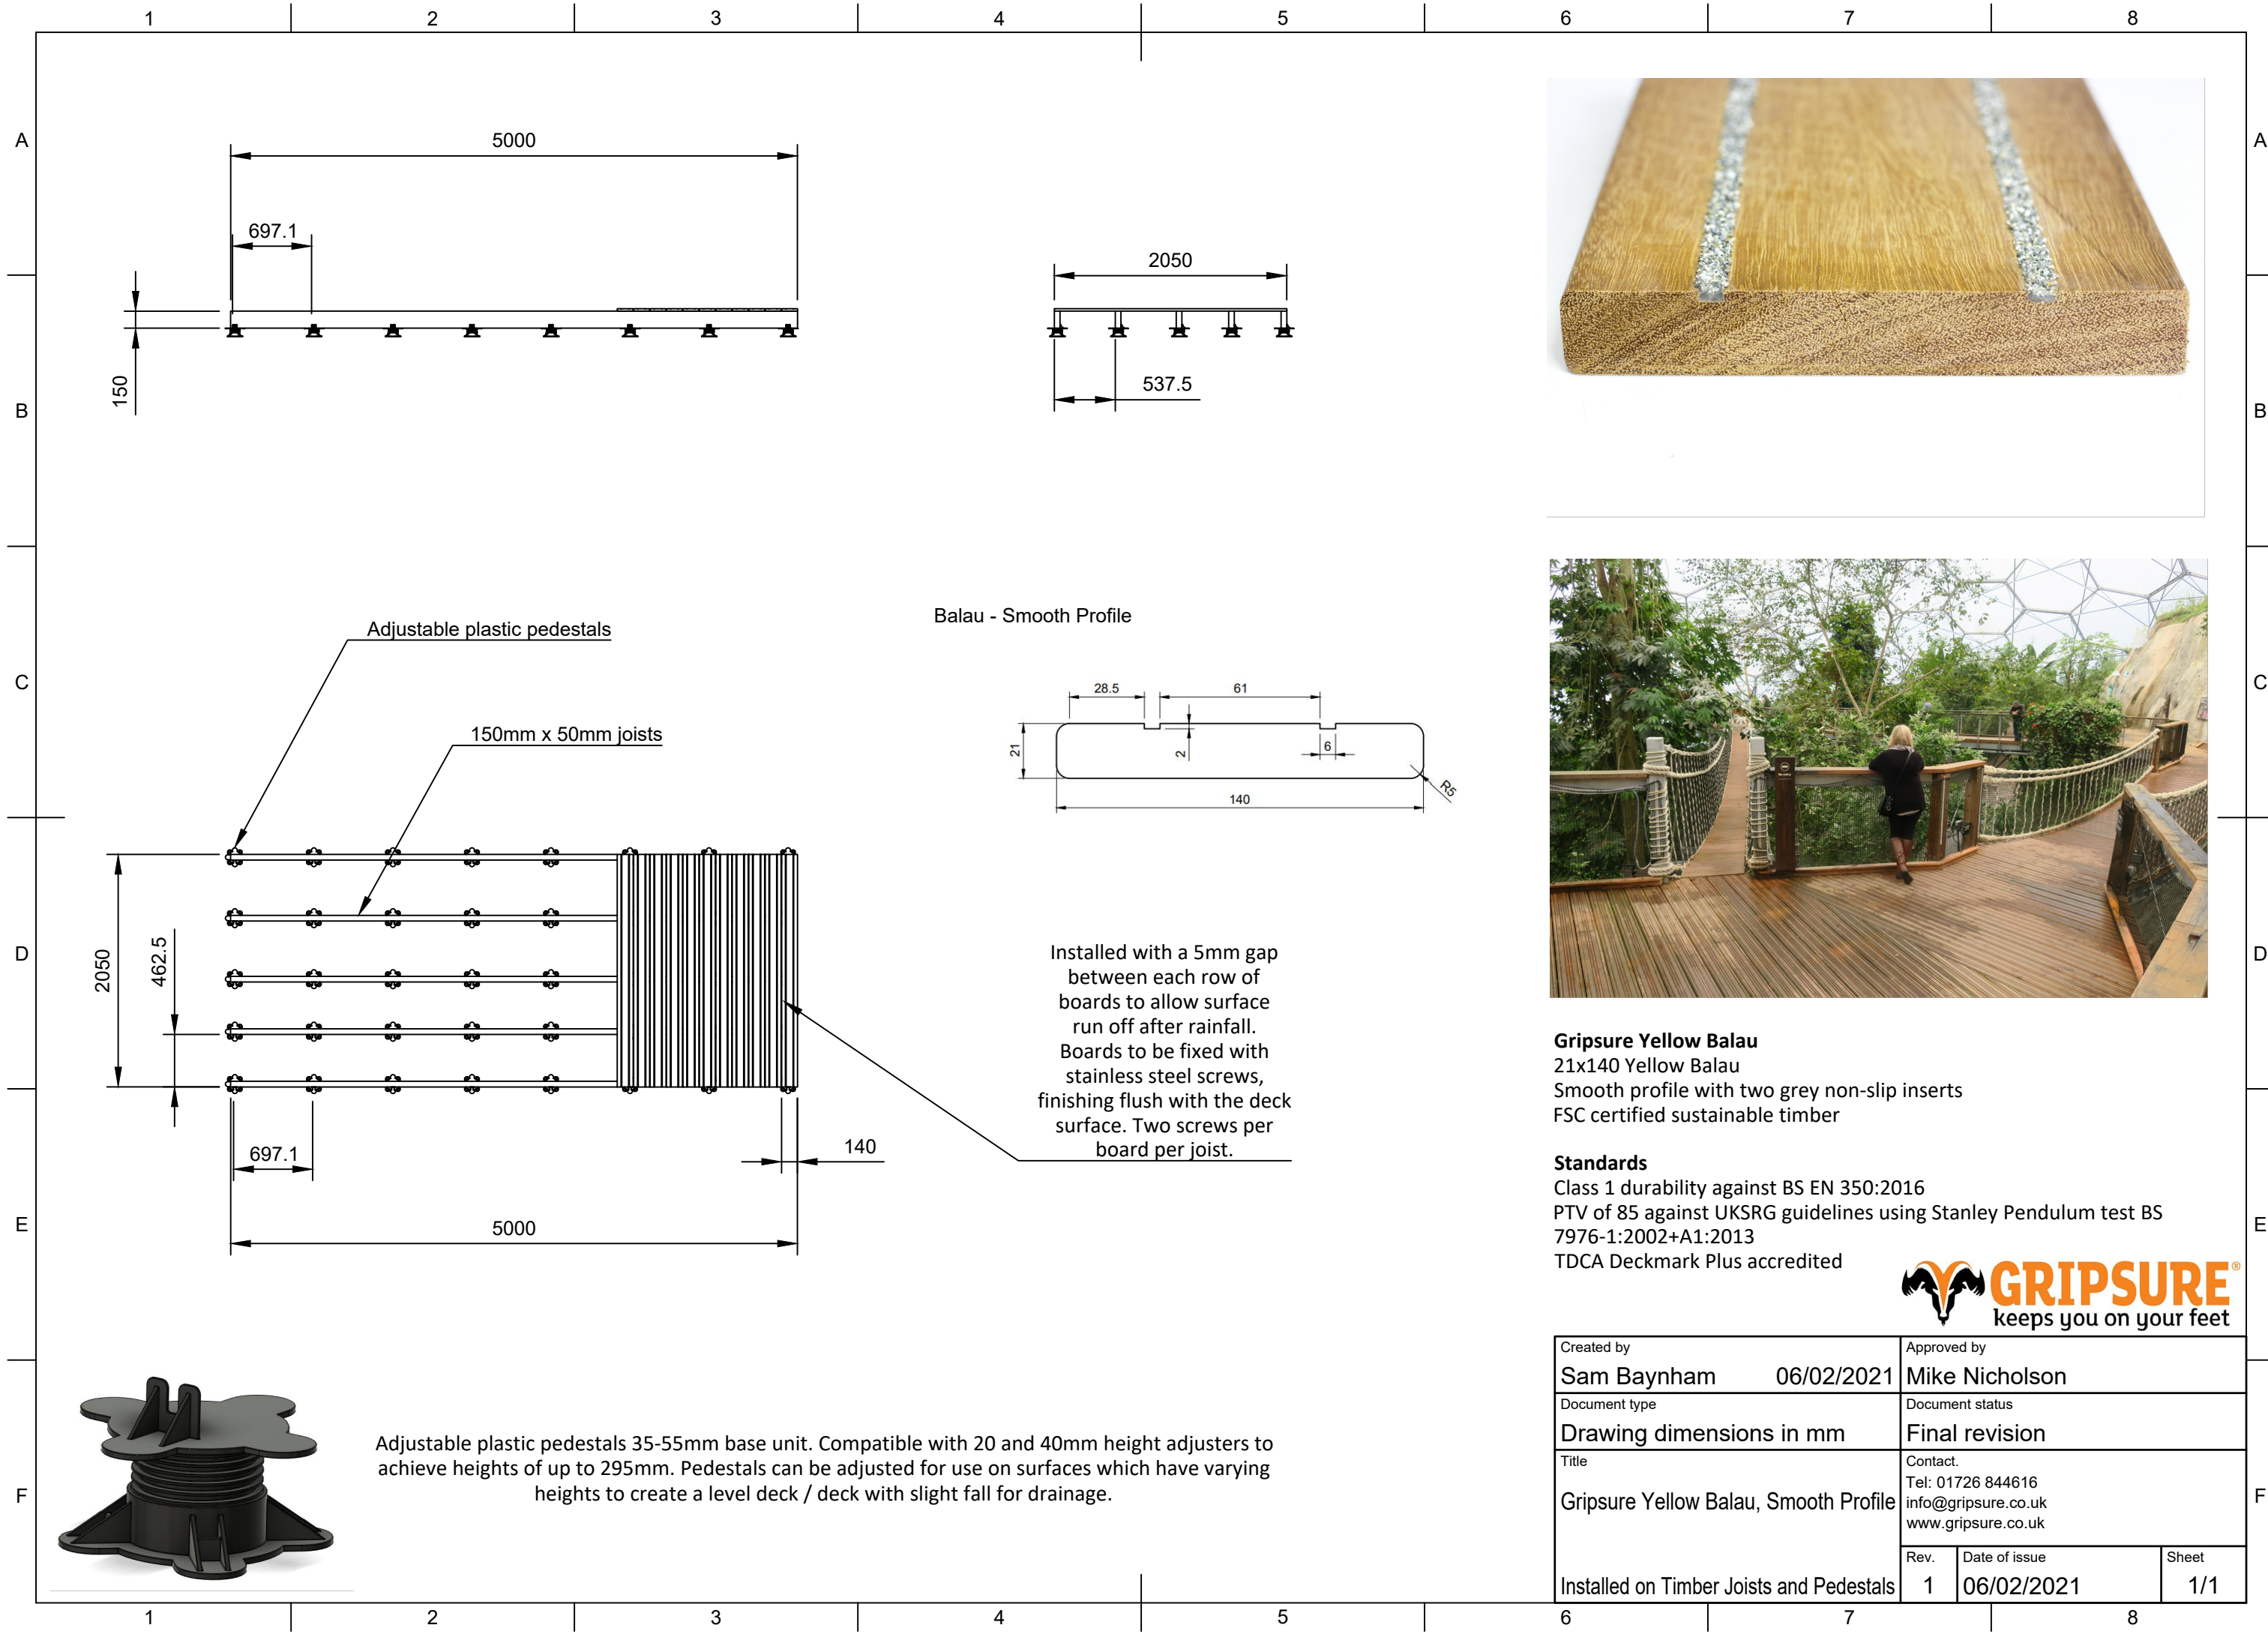 1 2 3 4 5 6 7 8
A
A
5000
697.1
2050
150
537.5
B
B
Adjustable plastic pedestals
150mm x 50mm joists
Balau - Smooth Profile
28.5
61
21
2
6
R5
140
C
C
2050
462.5
697.1
140
5000
D
D
Installed with a 5mm gap
between each row of
boards to allow surface
run off after rainfall.
Boards to be fixed with
stainless steel screws,
finishing flush with the deck
surface. Two screws per
board per joist.
Gripsure Yellow Balau
21x140 Yellow Balau
Smooth profile with two grey non-slip inserts
FSC certified sustainable timber
Standards
Class 1 durability against BS EN 350:2016
PTV of 85 against UKSRG guidelines using Stanley Pendulum test BS
7976-1:2002+A1:2013
TDCA Deckmark Plus accredited
E
E
GRIPSURE®
keeps you on your feet
Adjustable plastic pedestals 35-55mm base unit. Compatible with 20 and 40mm height adjusters to
achieve heights of up to 295mm. Pedestals can be adjusted for use on surfaces which have varying
heights to create a level deck / deck with slight fall for drainage.
F
F
Created by
Sam Baynham 06/02/2021
Approved by
Mike Nicholson
Document type
Drawing dimensions in mm
Document status
Final revision
Title
Gripsure Yellow Balau, Smooth Profile
Installed on Timber Joists and Pedestals
Contact.
Tel: 01726 844616
info@gripsure.co.uk
www.gripsure.co.uk
Rev.
1
Date of issue
06/02/2021
Sheet
1/1
1 2 3 4 5 6 7 8